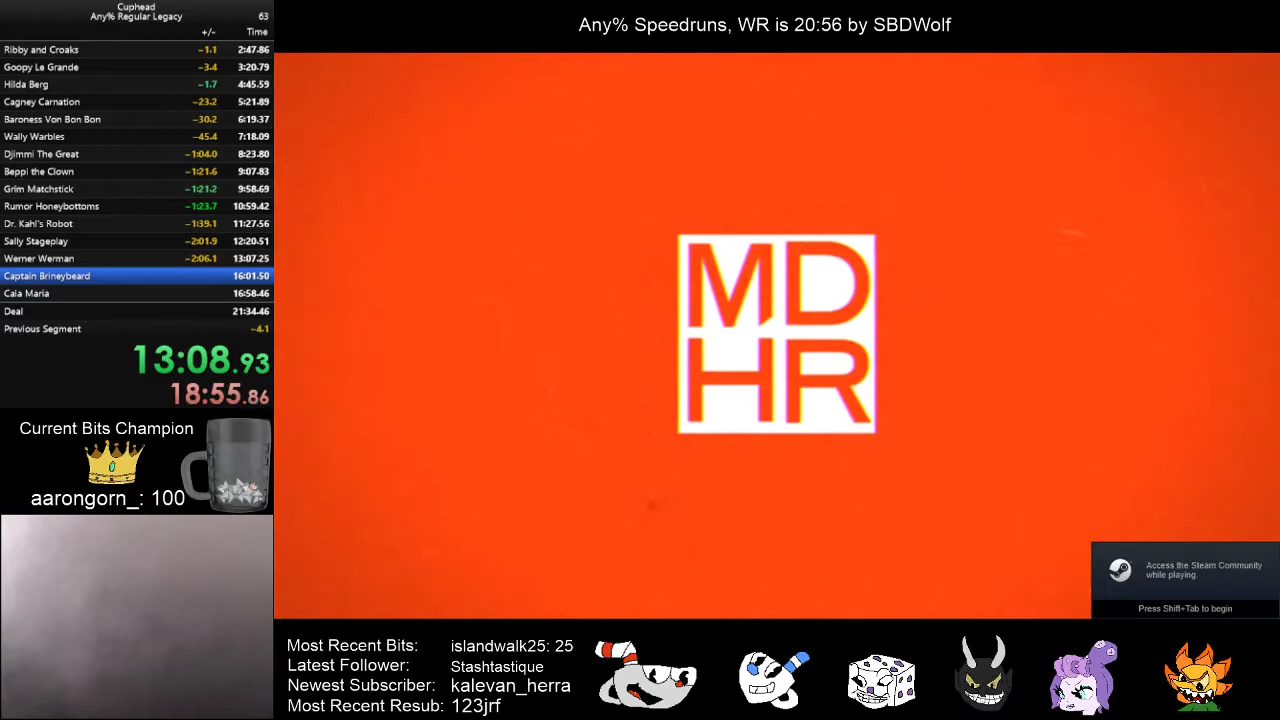 Cuphead
Any% Regular Legacy 63
+/- Time
Ribby and Croaks −1.1 2:47.86
Goopy Le Grande −3.4 3:20.79
Hilda Berg −1.7 4:45.59
Cagney Carnation −23.2 5:21.89
Baroness Von Bon Bon −30.2 6:19.37
Wally Warbles −45.4 7:18.09
Djimmi The Great −1:04.0 8:23.80
Beppi the Clown −1:21.6 9:07.83
Grim Matchstick −1:21.2 9:58.69
Rumor Honeybottoms −1:23.7 10:59.42
Dr. Kahl's Robot −1:39.1 11:27.56
Sally Stageplay −2:01.9 12:20.51
Werner Werman −2:06.1 13:07.25
Captain Brineybeard 16:01.50
Cala Maria 16:58.46
Deal 21:34.46
Previous Segment −4.1
13:08.93
18:55.86
Current Bits Champion
aarongorn_: 100
Any% Speedruns, WR is 20:56 by SBDWolf
MD
HR
Access the Steam Community
while playing.
Press Shift+Tab to begin
Most Recent Bits: islandwalk25: 25
Latest Follower: Stashtastique
Newest Subscriber: kalevan_herra
Most Recent Resub: 123jrf